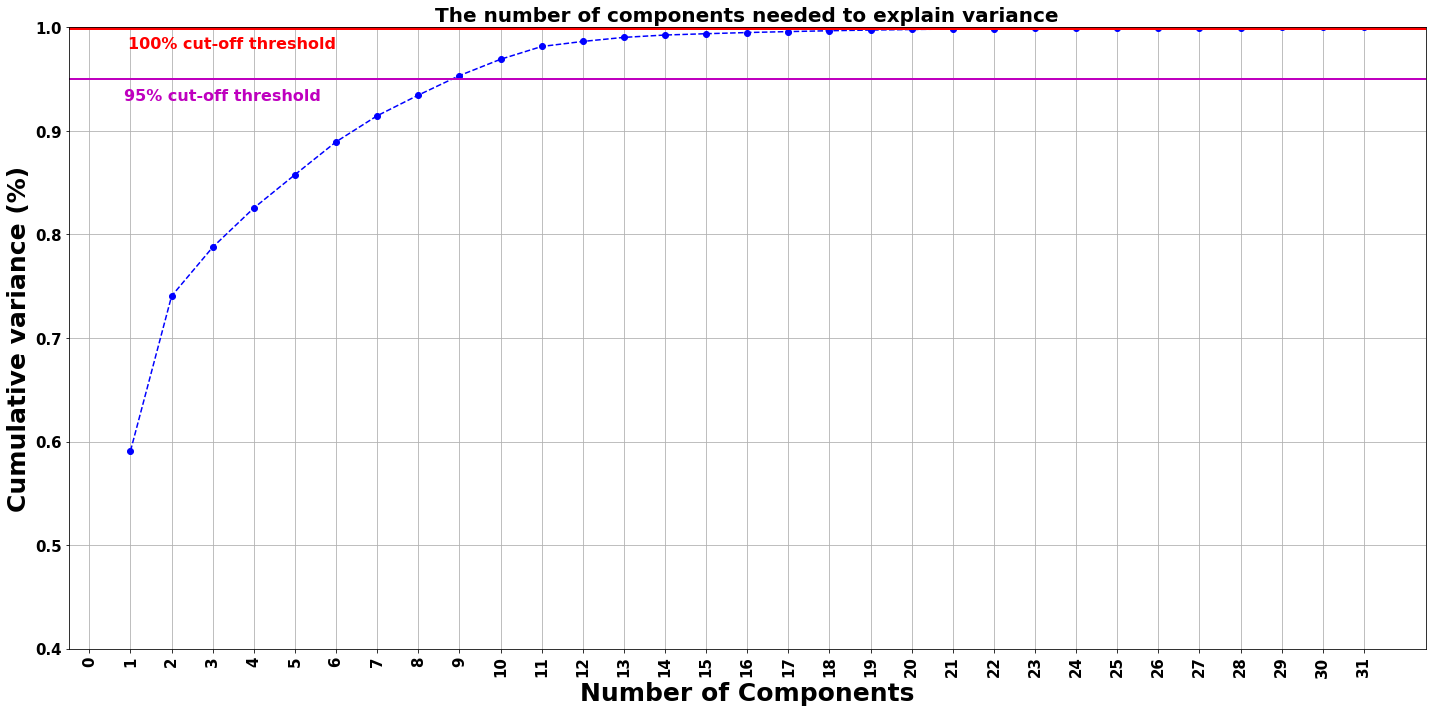 The number of components needed to explain variance
1.0
100% cut-off threshold
95% cut-off threshold
0.9
0.8
0.7
0.6
0.5
0.4
Cumulative variance (%)
0 1 2 3 4 5 6 7 8 9 10 11 12 13 14 15 16 17 18 19 20 21 22 23 24 25 26 27 28 29 30 31
Number of Components